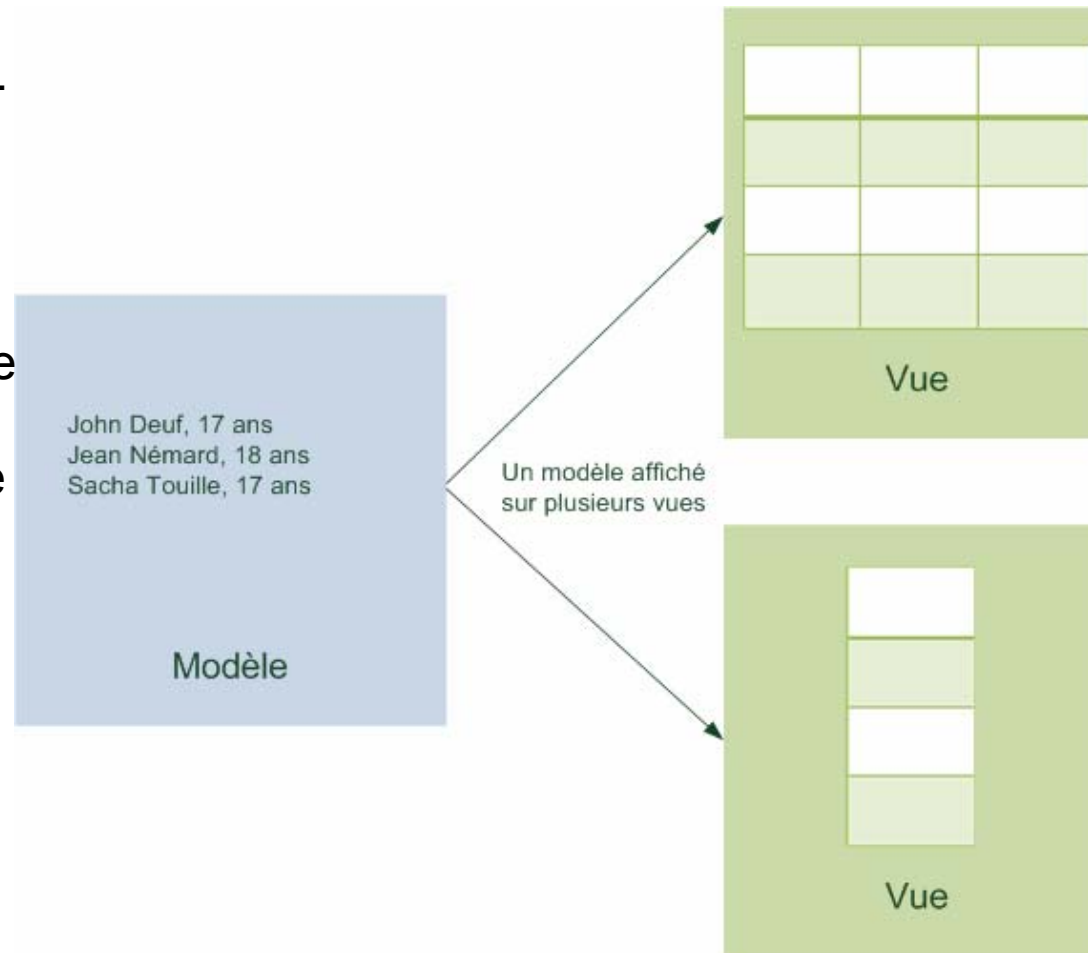 .
e
e
John Deuf, 17 ans
Jean Némard, 18 ans
Sacha Touille, 17 ans
Modèle
Un modèle affiché
sur plusieurs vues
Vue
Vue